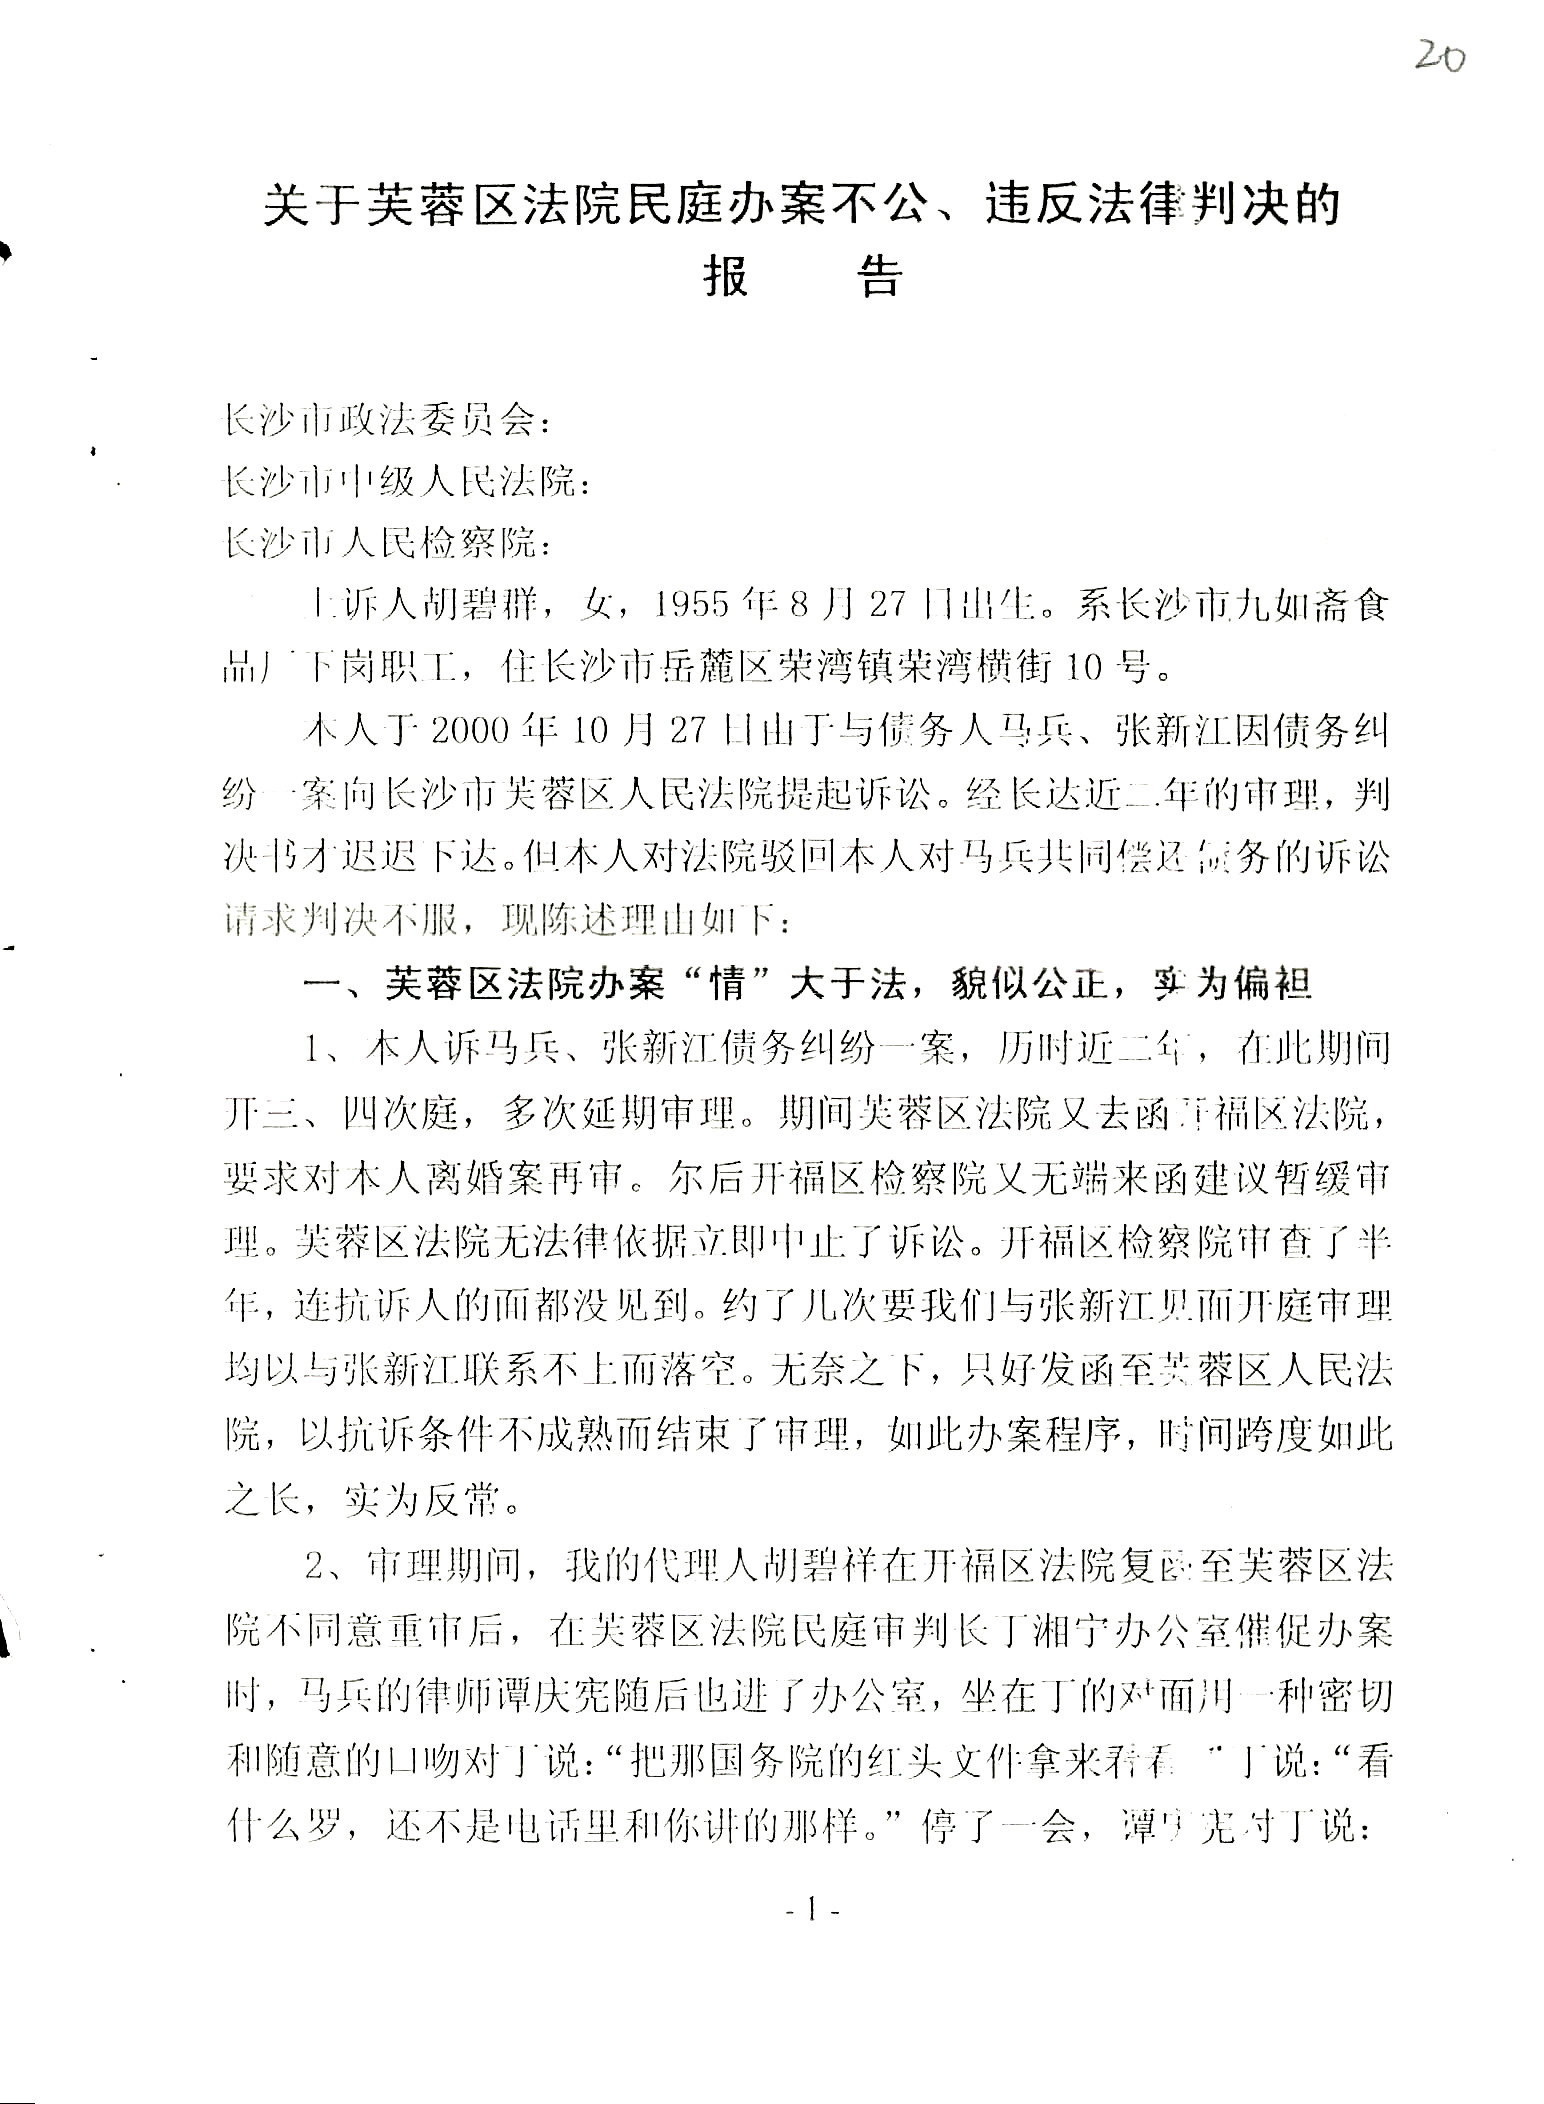 20
关于芙蓉区法院民庭办案不公、违反法律判决的
报 告
长沙市政法委员会：
长沙市中级人民法院：
长沙市人民检察院：
上诉人胡碧群，女，1955年8月27日出生。系长沙市九如斋食
品厂下岗职工，住长沙市岳麓区荣湾镇荣湾横街10号。
本人于2000年10月27日由于与债务人马兵、张新江因债务纠
纷一案向长沙市芙蓉区人民法院提起诉讼。经长达近二年的审理，判
决书才迟迟下达。但本人对法院驳回本人对马兵共同偿还债务的诉讼
请求判决不服，现陈述理由如下：
一、芙蓉区法院办案“情”大于法，貌似公正，实为偏袒
1、本人诉马兵、张新江债务纠纷一案，历时近二年，在此期间
开三、四次庭，多次延期审理。期间芙蓉区法院又去函开福区法院，
要求对本人离婚案再审。尔后开福区检察院又无端来函建议暂缓审
理。芙蓉区法院无法律依据立即中止了诉讼。开福区检察院审查了半
年，连抗诉人的面都没见到。约了几次要我们与张新江见面开庭审理
均以与张新江联系不上而落空。无奈之下，只好发函至芙蓉区人民法
院，以抗诉条件不成熟而结束了审理，如此办案程序，时间跨度如此
之长，实为反常。
2、审理期间，我的代理人胡碧祥在开福区法院复函至芙蓉区法
院不同意重审后，在芙蓉区法院民庭审判长丁湘宁办公室催促办案
时，马兵的律师谭庆宪随后也进了办公室，坐在丁的对面用一种密切
和随意的口吻对丁说：“把那国务院的红头文件拿来看看”丁说：“看
什么罗，还不是电话里和你讲的那样。”停了一会，谭庆宪对丁说：
- 1 -